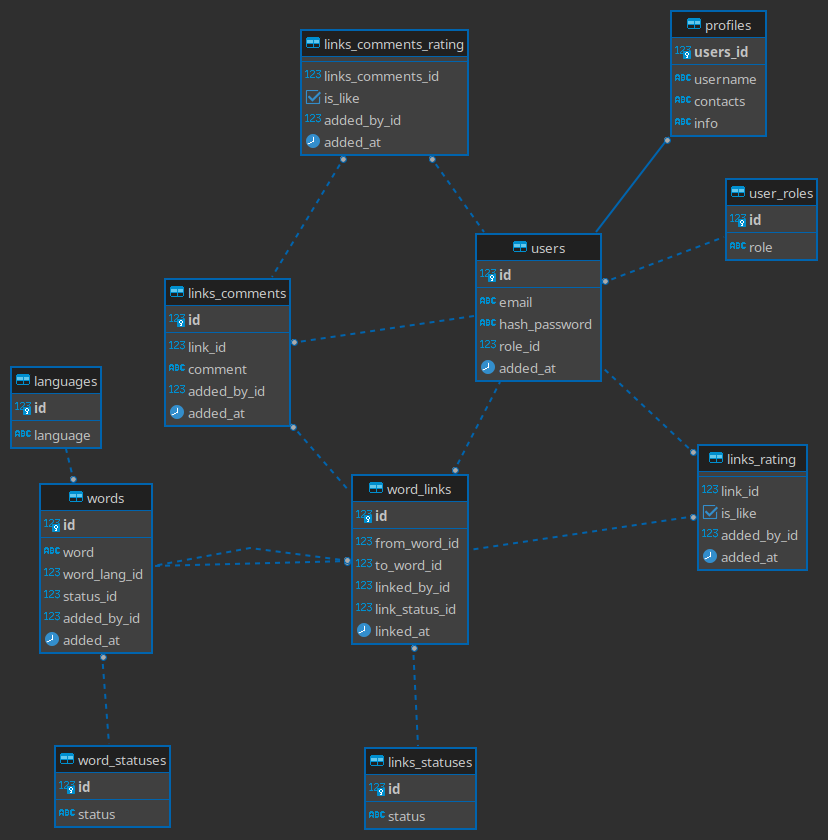 links_comments_rating
123 links_comments_id
is_like
123 added_by_id
added_at
profiles
123 users_id
ABC username
ABC contacts
ABC info
user_roles
123 id
ABC role
users
123 id
ABC email
ABC hash_password
123 role_id
added_at
links_comments
123 id
123 link_id
ABC comment
123 added_by_id
added_at
languages
123 id
ABC language
words
123 id
ABC word
123 word_lang_id
123 status_id
123 added_by_id
added_at
word_links
123 id
123 from_word_id
123 to_word_id
123 linked_by_id
123 link_status_id
linked_at
links_rating
123 link_id
is_like
123 added_by_id
added_at
word_statuses
123 id
ABC status
links_statuses
123 id
ABC status